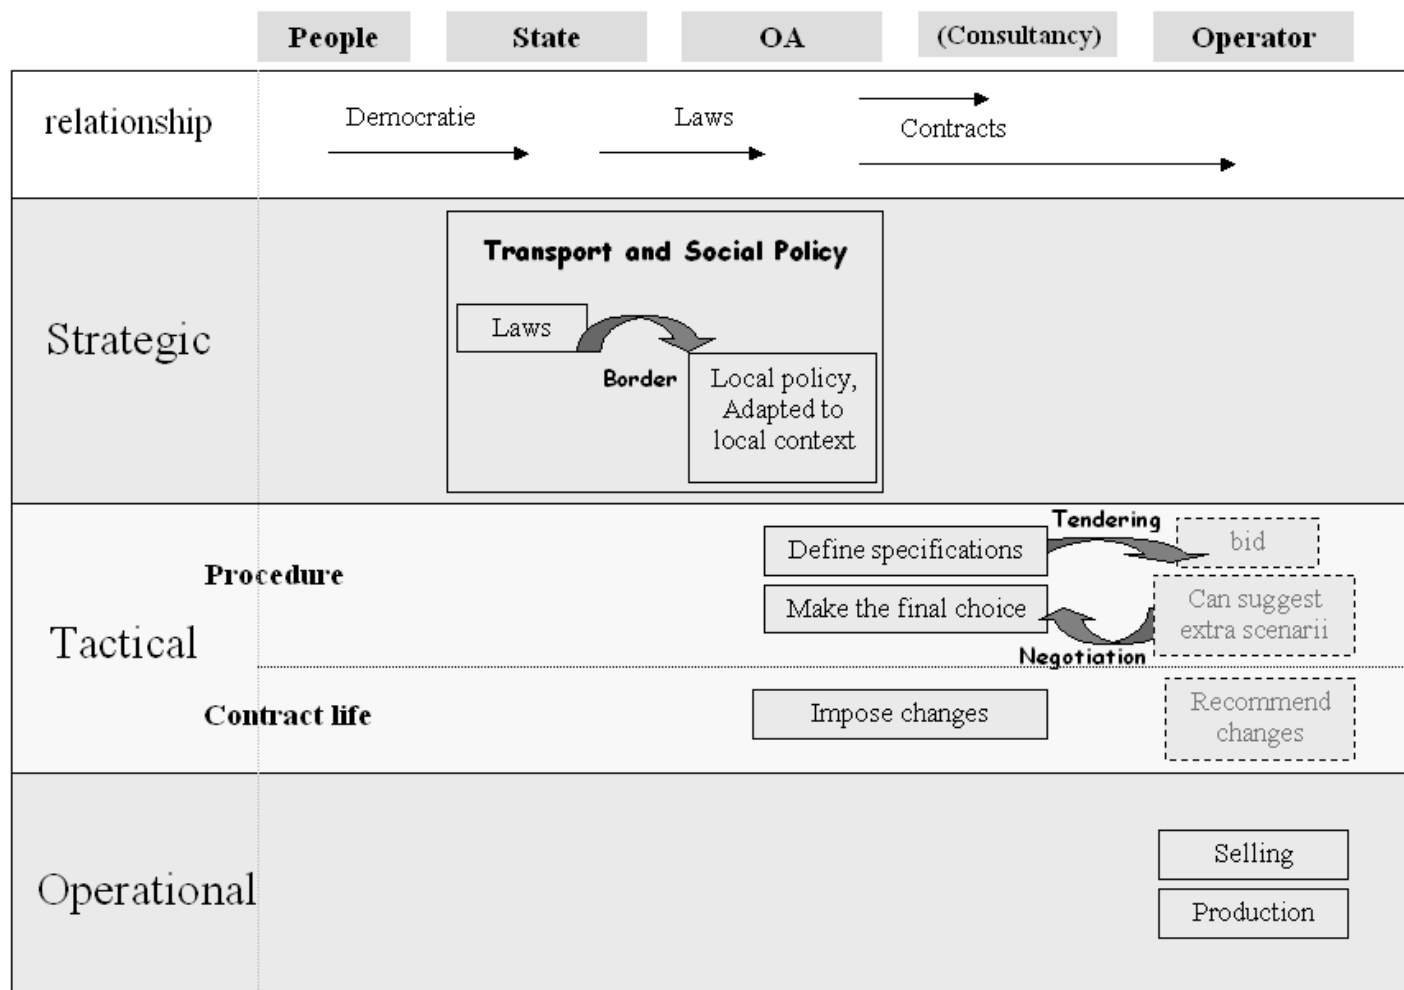 People State OA (Consultancy) Operator
relationship
Democratie
Laws
Contracts
Strategic
Transport and Social Policy
Laws
Border
Local policy,
Adapted to
local context
Tactical
Procedure
Define specifications
Tendering
bid
Make the final choice
Negotiation
Can suggest
extra scenarii
Contract life
Impose changes
Recommend
changes
Operational
Selling
Production